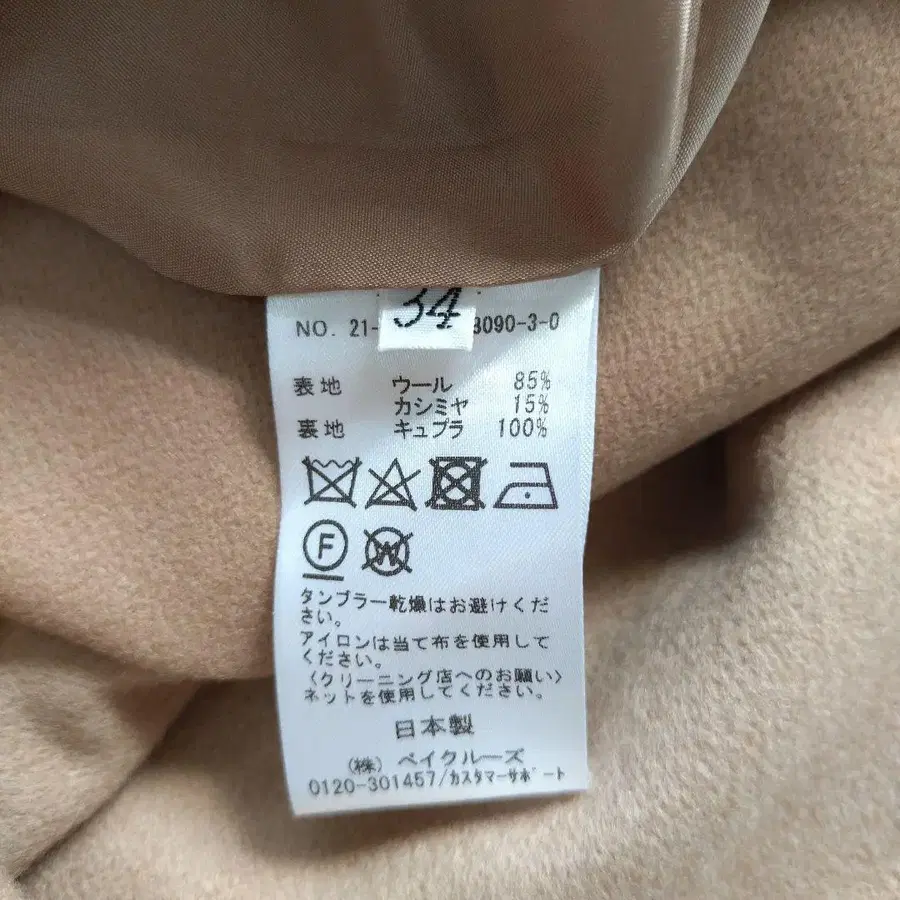 34
NO. 21- 3090-3-0
表地 ウール 85%
カシミヤ 15%
裏地 キュプラ 100%
F W
タンブラー乾燥はお避けくだ
さい。
アイロンは当て布を使用して
ください。
〈クリーニング店へのお願い〉
ネットを使用してください。
日本製
(株) ベイクルーズ
0120-301457/カスタマーサポート